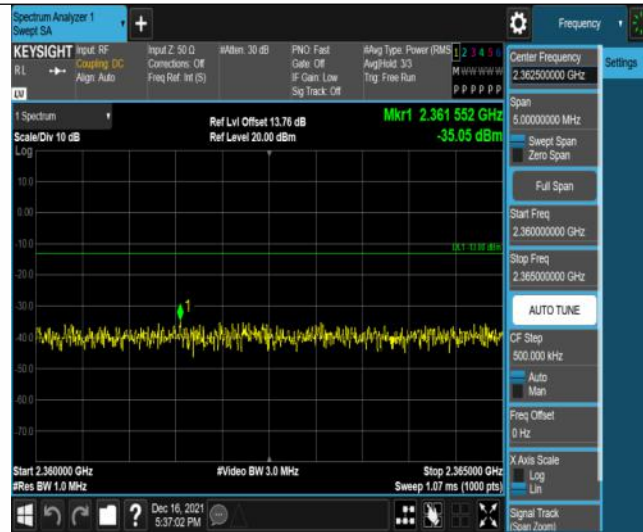 Spectrum Analyzer 1
Swept SA
+
Frequency
KEYSIGHT
Input: RF
Input Z: 50 Ω
#Atten: 30 dB
PNO: Fast
#Avg Type: Power (RMS
1 2 3 4 5 6
RL
Coupling: DC
Corrections: Off
Gate: Off
Avg|Hold: 3/3
M W W W W W
Align: Auto
Freq Ref: Int (S)
IF Gain: Low
Trig: Free Run
Sig Track: Off
P P P P P P
1 Spectrum
Ref Lvl Offset 13.76 dB
Mkr1 2.361 552 GHz
Scale/Div 10 dB
Ref Level 20.00 dBm
-35.05 dBm
Log
10.0
0.00
-10.0
DL1 -13.00 dBm
-20.0
1
-30.0
-40.0
-50.0
-60.0
-70.0
Start 2.360000 GHz
#Video BW 3.0 MHz
Stop 2.365000 GHz
#Res BW 1.0 MHz
Sweep 1.07 ms (1000 pts)
?
Dec 16, 2021
5:37:02 PM
Settings
Center Frequency
2.362500000 GHz
Span
5.00000000 MHz
Swept Span
Zero Span
Full Span
Start Freq
2.360000000 GHz
Stop Freq
2.365000000 GHz
AUTO TUNE
CF Step
500.000 kHz
Auto
Man
Freq Offset
0 Hz
X Axis Scale
Log
Lin
Signal Track
(Span Zoom)